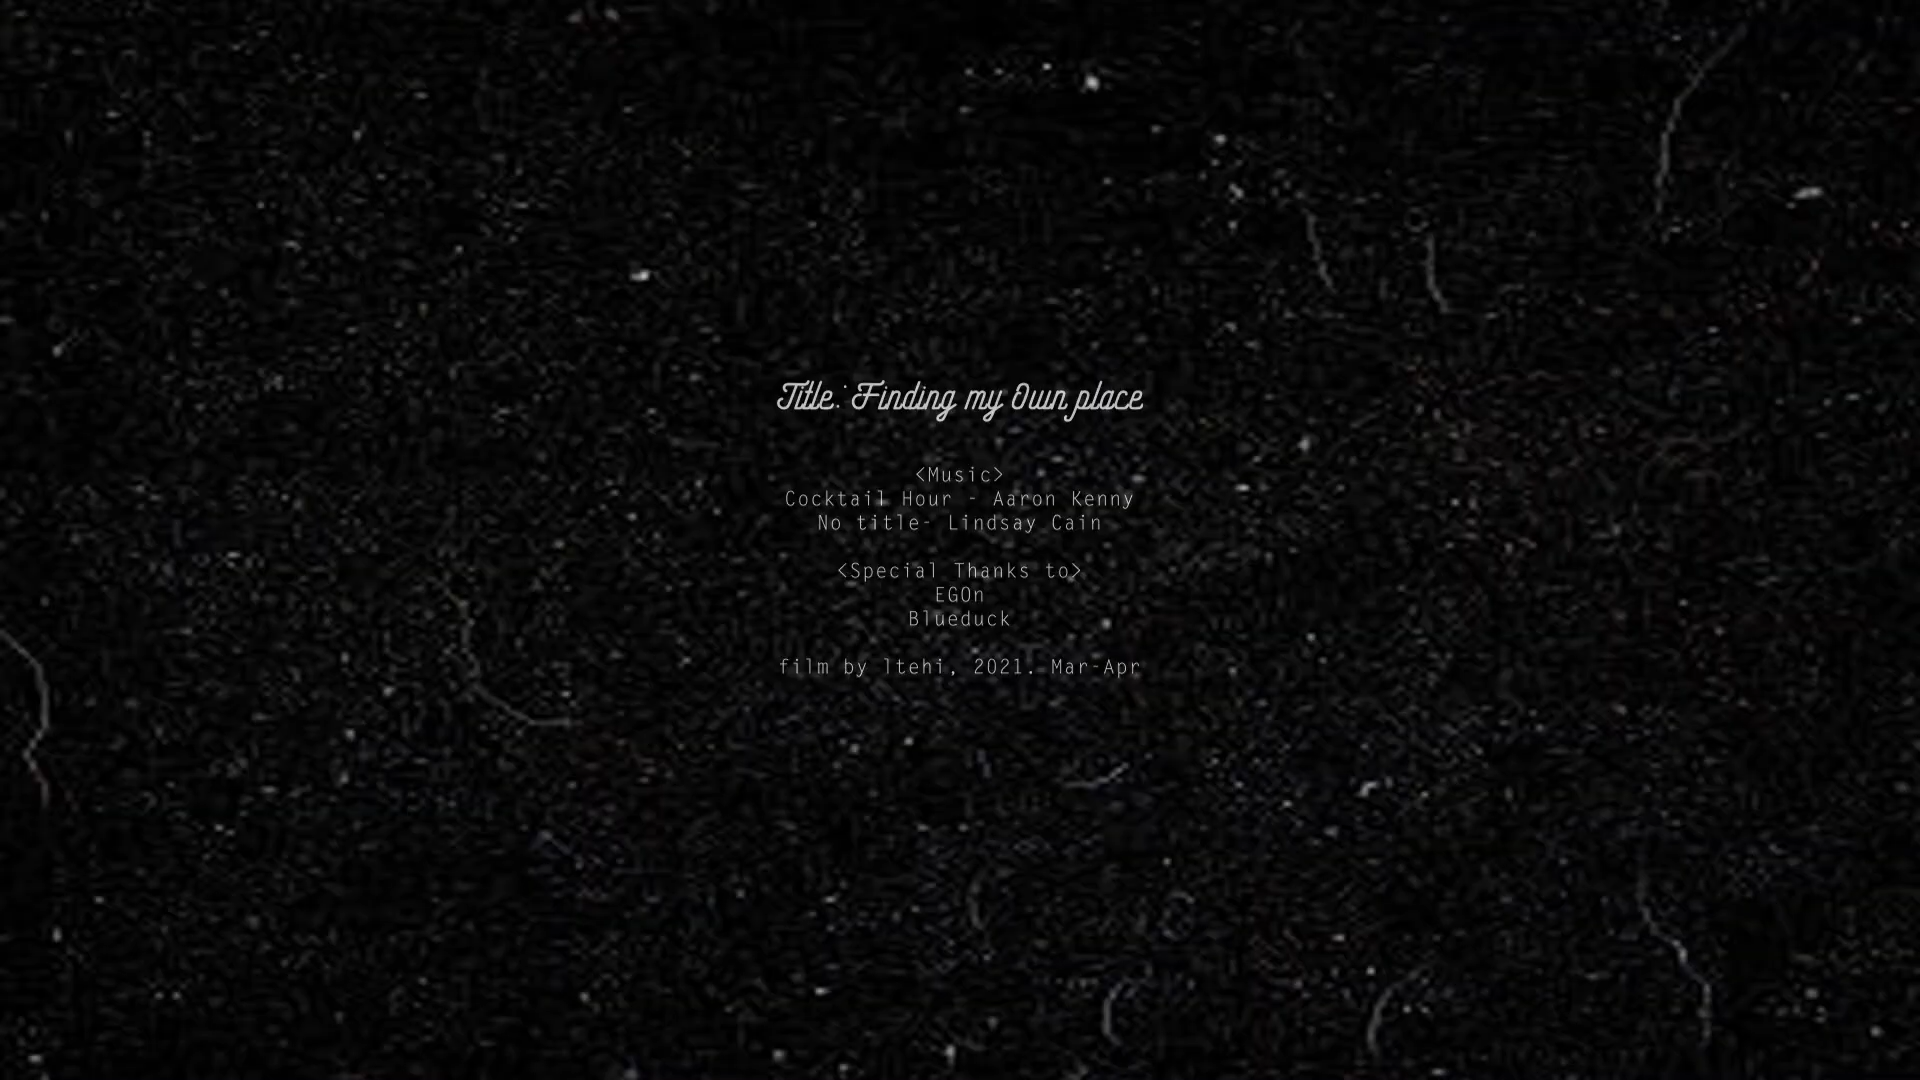 Title: Finding my Own place
<Music>
Cocktail Hour - Aaron Kenny
No title- Lindsay Cain
<Special Thanks to>
EGOn
Blueduck
film by ltehi, 2021. Mar-Apr